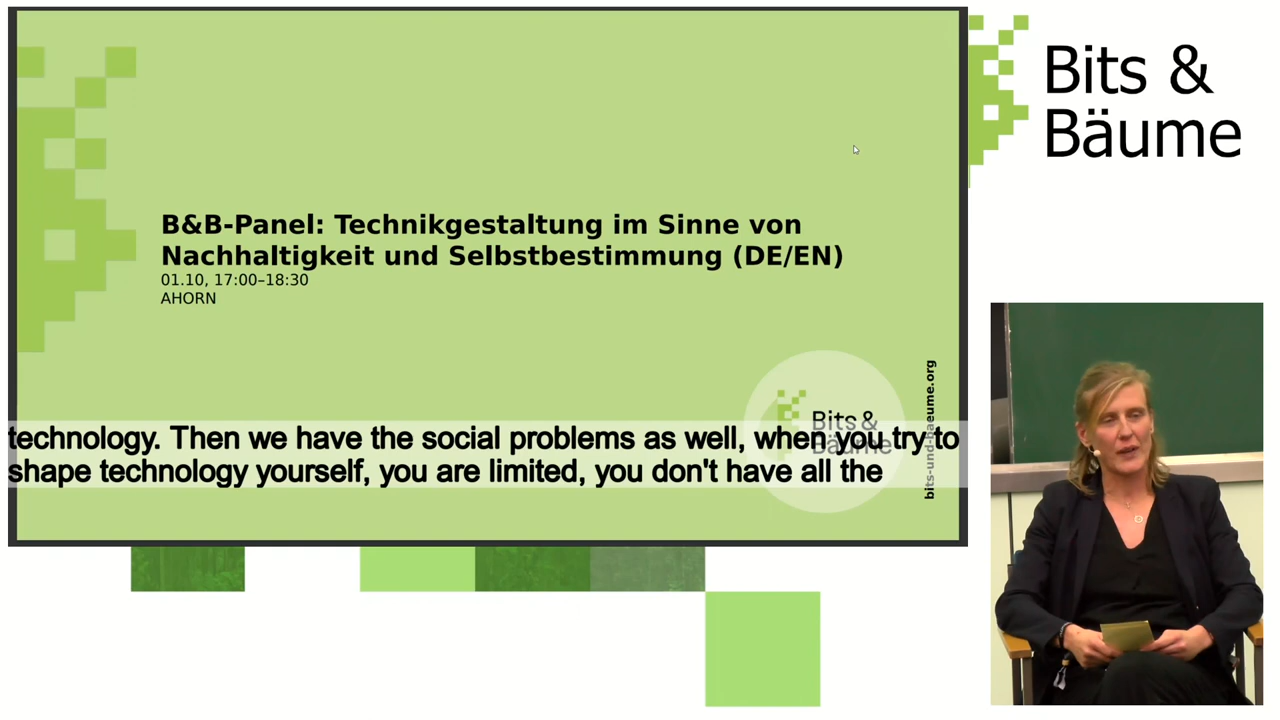 B&B-Panel: Technikgestaltung im Sinne von
Nachhaltigkeit und Selbstbestimmung (DE/EN)
01.10, 17:00–18:30
AHORN
technology. Then we have the social problems as well, when you try to
shape technology yourself, you are limited, you don't have all the
Bits &
Bäume
bits-und-baeume.org
Bits &
Bäume